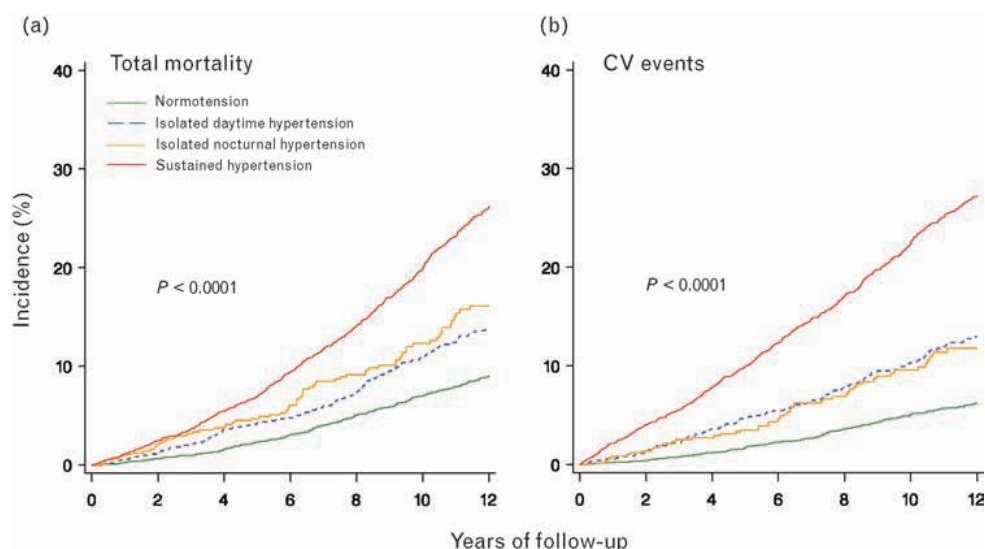 (a)
(b)
Total mortality
CV events
Normotension
Isolated daytime hypertension
Isolated nocturnal hypertension
Sustained hypertension
P < 0.0001
P < 0.0001
Incidence (%)
40
30
20
10
0
40
30
20
10
0
0 2 4 6 8 10 12
0 2 4 6 8 10 12
Years of follow-up